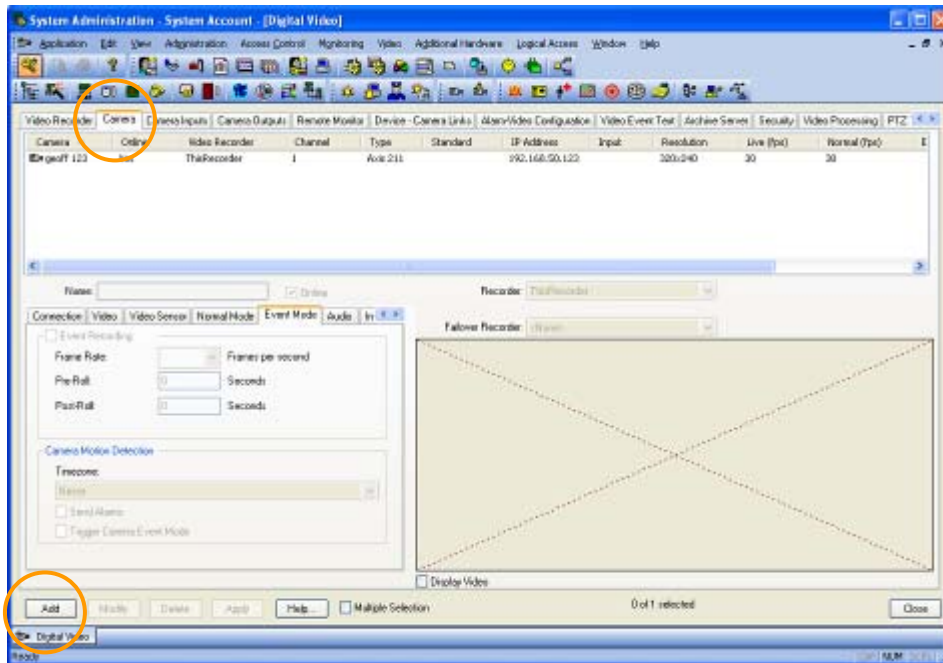 System Administration - System Account - [Digital Video]
Application Edit View Administration Access Control Monitoring Video Additional Hardware Logical Access Window Help
Video Recorder Camera Camera Inputs Camera Outputs Remote Monitor Device - Camera Links Alarm-Video Configuration Video Event Text Archive Server Security Video Processing PTZ
Camera Online Video Recorder Channel Type Standard IP Address Input Resolution Live (fps) Normal (fps) E
geoff 123 ThisRecorder 1 Axis 211 192.168.50.123 320x240 30 30
Name: Online Recorder: ThisRecorder
Connection Video Video Sensor Normal Mode Event Mode Audio In
Failover Recorder: <None>
Event Recording
Frame Rate: Frames per second
Pre-Roll: 0 Seconds
Post-Roll: 0 Seconds
Camera Motion Detection
Timezone:
Never
Send Alarms
Trigger Camera Event Mode
Display Video
Add Modify Delete Apply Help... Multiple Selection 0 of 1 selected Close
Digital Video
Ready NUM